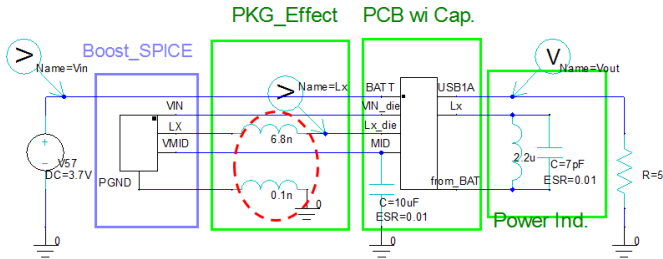 PKG_Effect
PCB wi Cap.
Boost_SPICE
V
Name=Vin
V
Name=Lx
V
Name=Vout
BATT
USB1A
VIN
VIN_die
Lx
LX
6.8n
Lx_die
VMID
MID
V57
DC=3.7V
PGND
0.1n
2.2u
C=7pF
ESR=0.01
R=5
from_BAT
C=10uF
ESR=0.01
0
Power Ind.
0
0
0